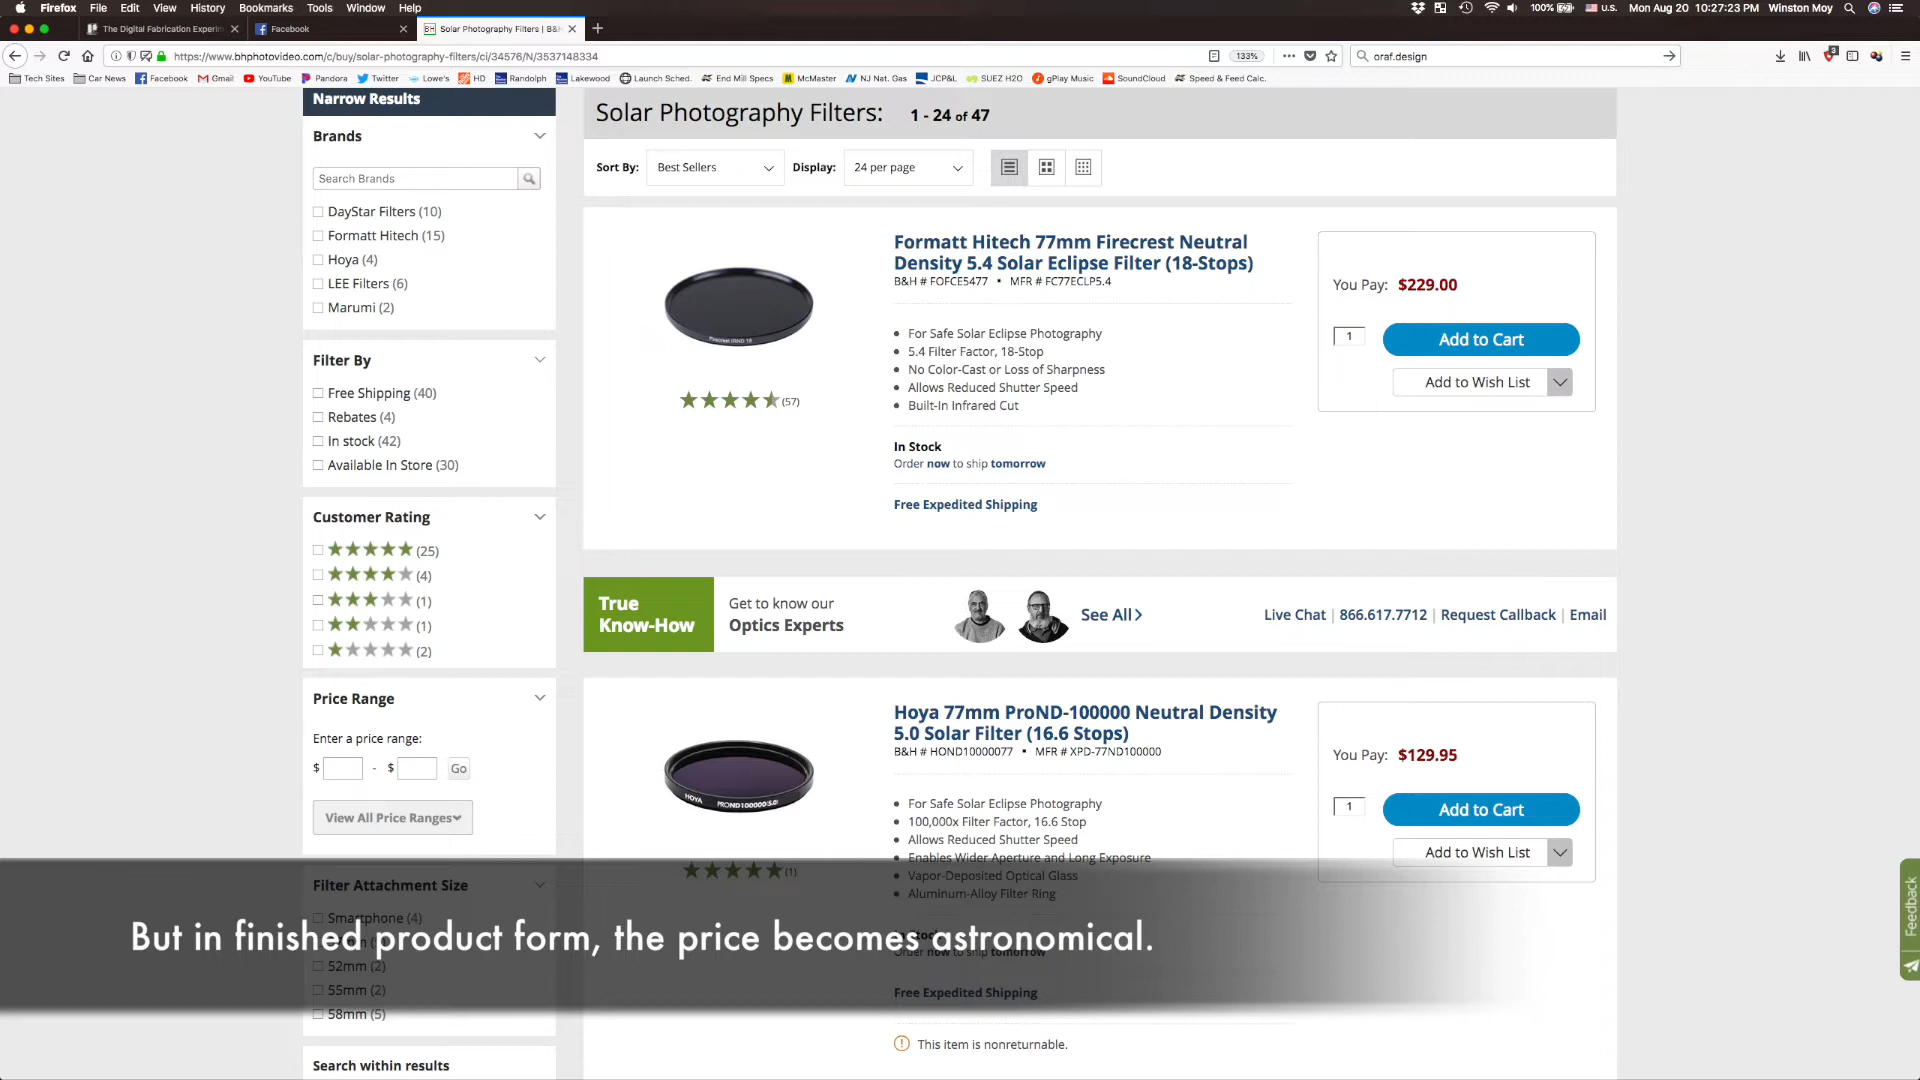 Firefox File Edit View History Bookmarks Tools Window Help 100% U.S. Mon Aug 20 10:27:23 PM Winston Moy
The Digital Fabrication Experim Facebook Solar Photography Filters | B&H
https://www.bhphotovideo.com/c/buy/solar-photography-filters/ci/34576/N/3537148334 133% oraf.design 3
Tech Sites Car News Facebook Gmail YouTube Pandora Twitter Lowe's HD Randolph Lakewood Launch Sched. End Mill Specs McMaster NJ Nat. Gas JCP&L SUEZ H2O gPlay Music SoundCloud Speed & Feed Calc.
Narrow Results
Brands
Search Brands
DayStar Filters (10)
Formatt Hitech (15)
Hoya (4)
LEE Filters (6)
Marumi (2)
Filter By
Free Shipping (40)
Rebates (4)
In stock (42)
Available In Store (30)
Customer Rating
(25)
(4)
(1)
(1)
(2)
Price Range
Enter a price range:
$ - $ Go
View All Price Ranges
Filter Attachment Size
Smartphone (4)
52mm (2)
55mm (2)
58mm (5)
Search within results
Solar Photography Filters: 1 - 24 of 47
Sort By: Best Sellers Display: 24 per page
Formatt Hitech 77mm Firecrest Neutral
Density 5.4 Solar Eclipse Filter (18-Stops)
B&H # FOFCE5477 • MFR # FC77ECLP5.4
For Safe Solar Eclipse Photography
5.4 Filter Factor, 18-Stop
No Color-Cast or Loss of Sharpness
Allows Reduced Shutter Speed
Built-In Infrared Cut
In Stock
Order now to ship tomorrow
Free Expedited Shipping
Firecrest IRND 18
(57)
You Pay: $229.00
1 Add to Cart
Add to Wish List
True
Know-How
Get to know our
Optics Experts
See All
Live Chat | 866.617.7712 | Request Callback | Email
Hoya 77mm ProND-100000 Neutral Density
5.0 Solar Filter (16.6 Stops)
B&H # HOND10000077 • MFR # XPD-77ND100000
For Safe Solar Eclipse Photography
100,000x Filter Factor, 16.6 Stop
Allows Reduced Shutter Speed
Enables Wider Aperture and Long Exposure
Vapor-Deposited Optical Glass
Aluminum-Alloy Filter Ring
In Stock
Order now to ship tomorrow
Free Expedited Shipping
This item is nonreturnable.
HOYA PROND100000(5.0)
(1)
You Pay: $129.95
1 Add to Cart
Add to Wish List
Feedback
But in finished product form, the price becomes astronomical.